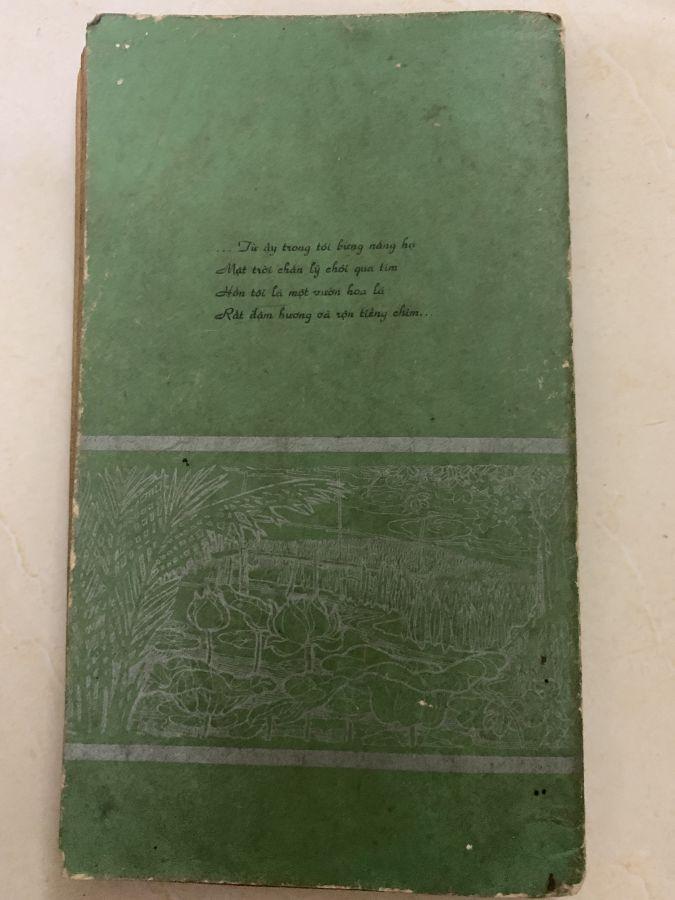 ... Từ ấy trong tôi bừng nắng hạ
Mặt trời chân lý chói qua tim
Hồn tôi là một vườn hoa lá
Rất đậm hương và rộn tiếng chim...